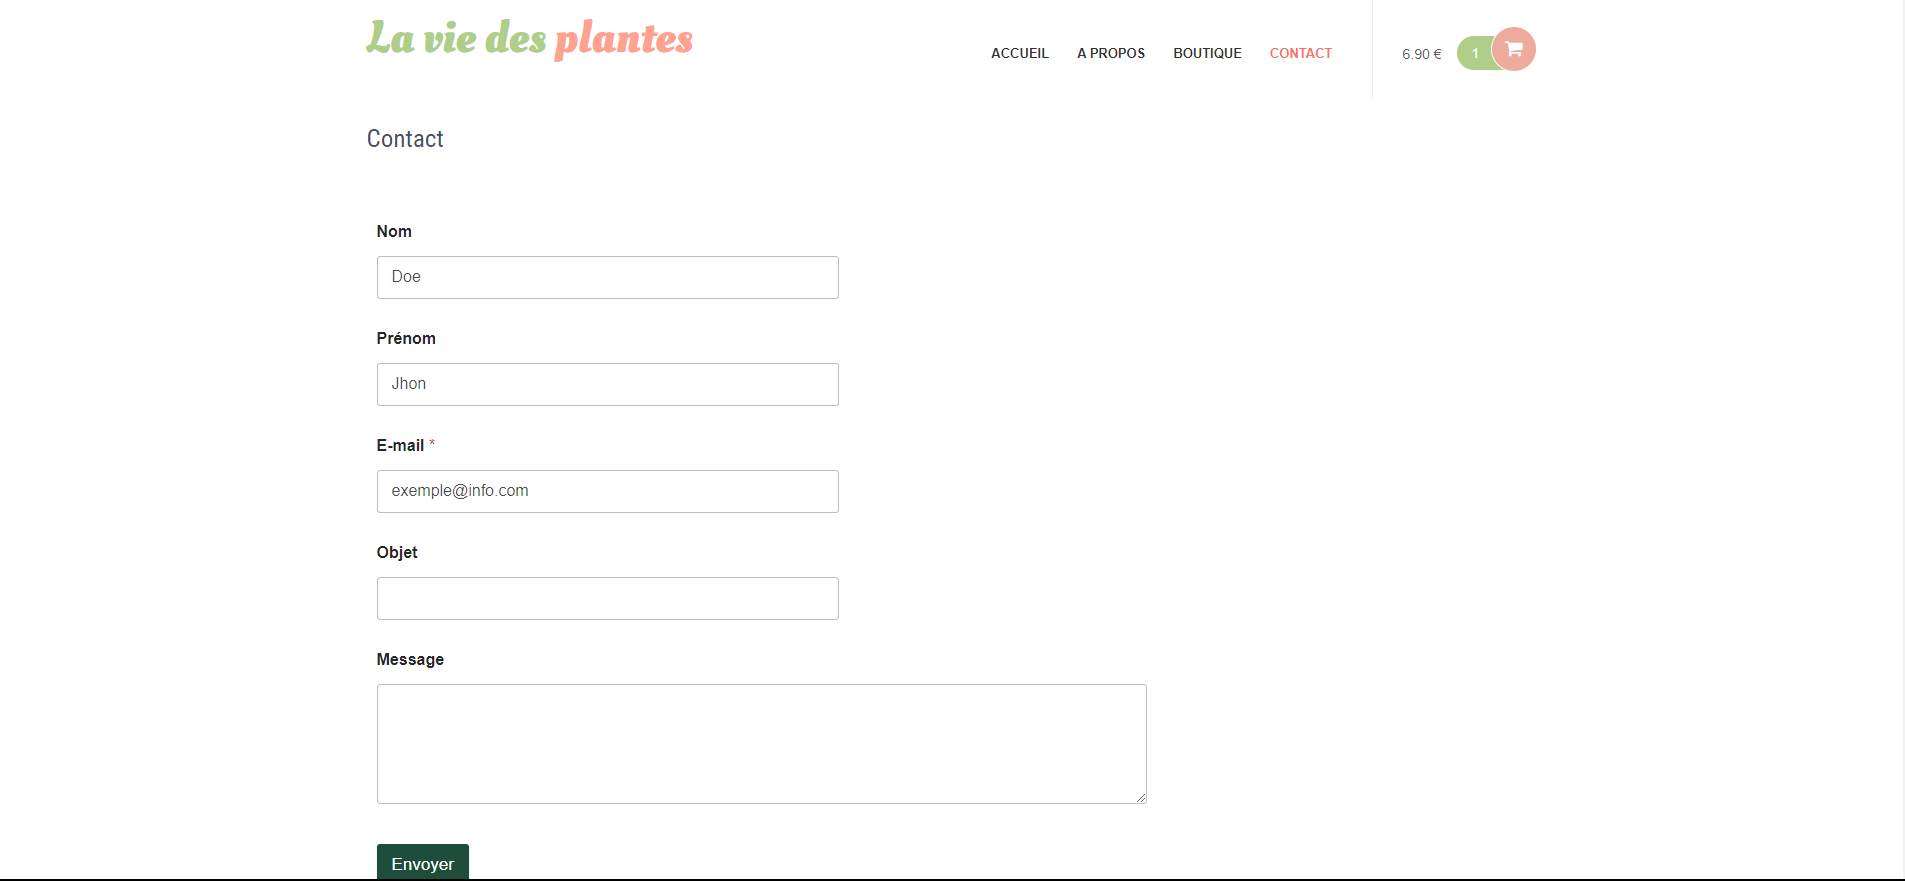 La vie des plantes
ACCUEIL A PROPOS BOUTIQUE CONTACT 6.90 € 1
Contact
Nom
Doe
Prénom
Jhon
E-mail *
exemple@info.com
Objet
Message
Envoyer